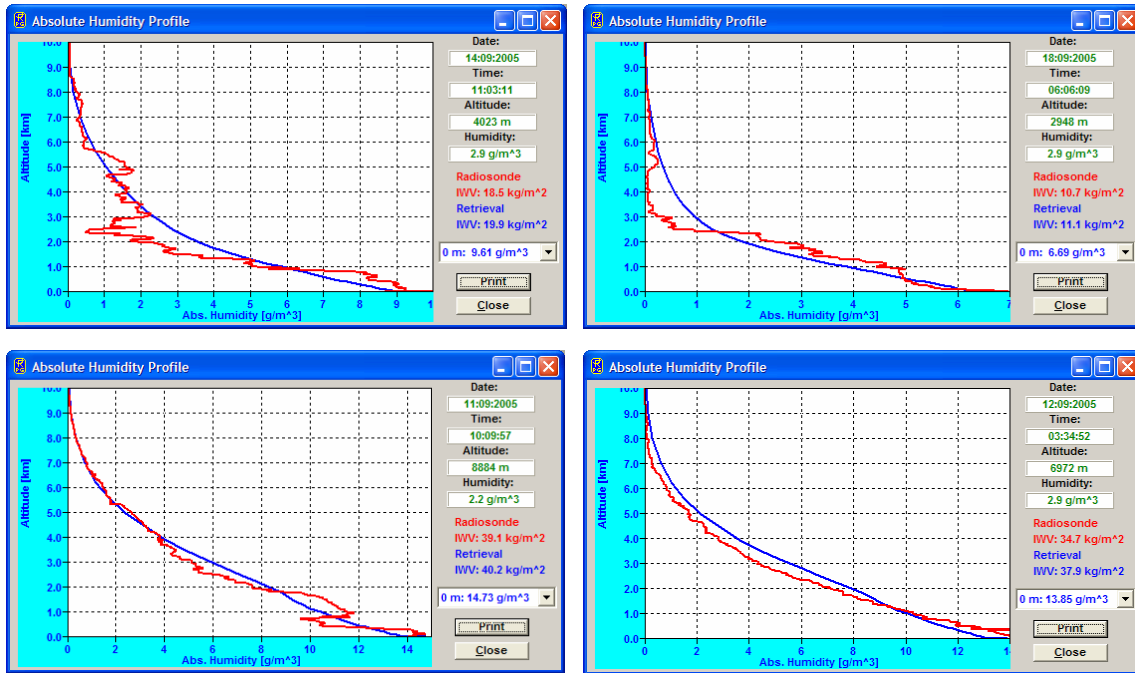 Absolute Humidity Profile
10.0
9.0
8.0
7.0
6.0
5.0
4.0
3.0
2.0
1.0
0.0
Altitude [km]
0 1 2 3 3 4 5 6 7 9 1
Abs. Humidity [g/m^3]
Date:
14:09:2005
Time:
11:03:11
Altitude:
4023 m
Humidity:
2.9 g/m^3
Radiosonde
IWV: 18.5 kg/m^2
Retrieval
IWV: 19.9 kg/m^2
0 m: 9.61 g/m^3
Print
Close
Absolute Humidity Profile
10.0
9.0
8.0
7.0
6.0
5.0
4.0
3.0
2.0
1.0
0.0
Altitude [km]
0 1 2 3 4 5 6 7
Abs. Humidity [g/m^3]
Date:
18:09:2005
Time:
06:06:09
Altitude:
2948 m
Humidity:
2.9 g/m^3
Radiosonde
IWV: 10.7 kg/m^2
Retrieval
IWV: 11.1 kg/m^2
0 m: 6.69 g/m^3
Print
Close
Absolute Humidity Profile
10.0
9.0
8.0
7.0
6.0
5.0
4.0
3.0
2.0
1.0
0.0
Altitude [km]
0 2 4 6 8 10 12 14
Abs. Humidity [g/m^3]
Date:
11:09:2005
Time:
10:09:57
Altitude:
8884 m
Humidity:
2.2 g/m^3
Radiosonde
IWV: 39.1 kg/m^2
Retrieval
IWV: 40.2 kg/m^2
0 m: 14.73 g/m^3
Print
Close
Absolute Humidity Profile
10.0
9.0
8.0
7.0
6.0
5.0
4.0
3.0
2.0
1.0
0.0
Altitude [km]
0 2 4 6 8 10 12 1
Abs. Humidity [g/m^3]
Date:
12:09:2005
Time:
03:34:52
Altitude:
6972 m
Humidity:
2.9 g/m^3
Radiosonde
IWV: 34.7 kg/m^2
Retrieval
IWV: 37.9 kg/m^2
0 m: 13.85 g/m^3
Print
Close